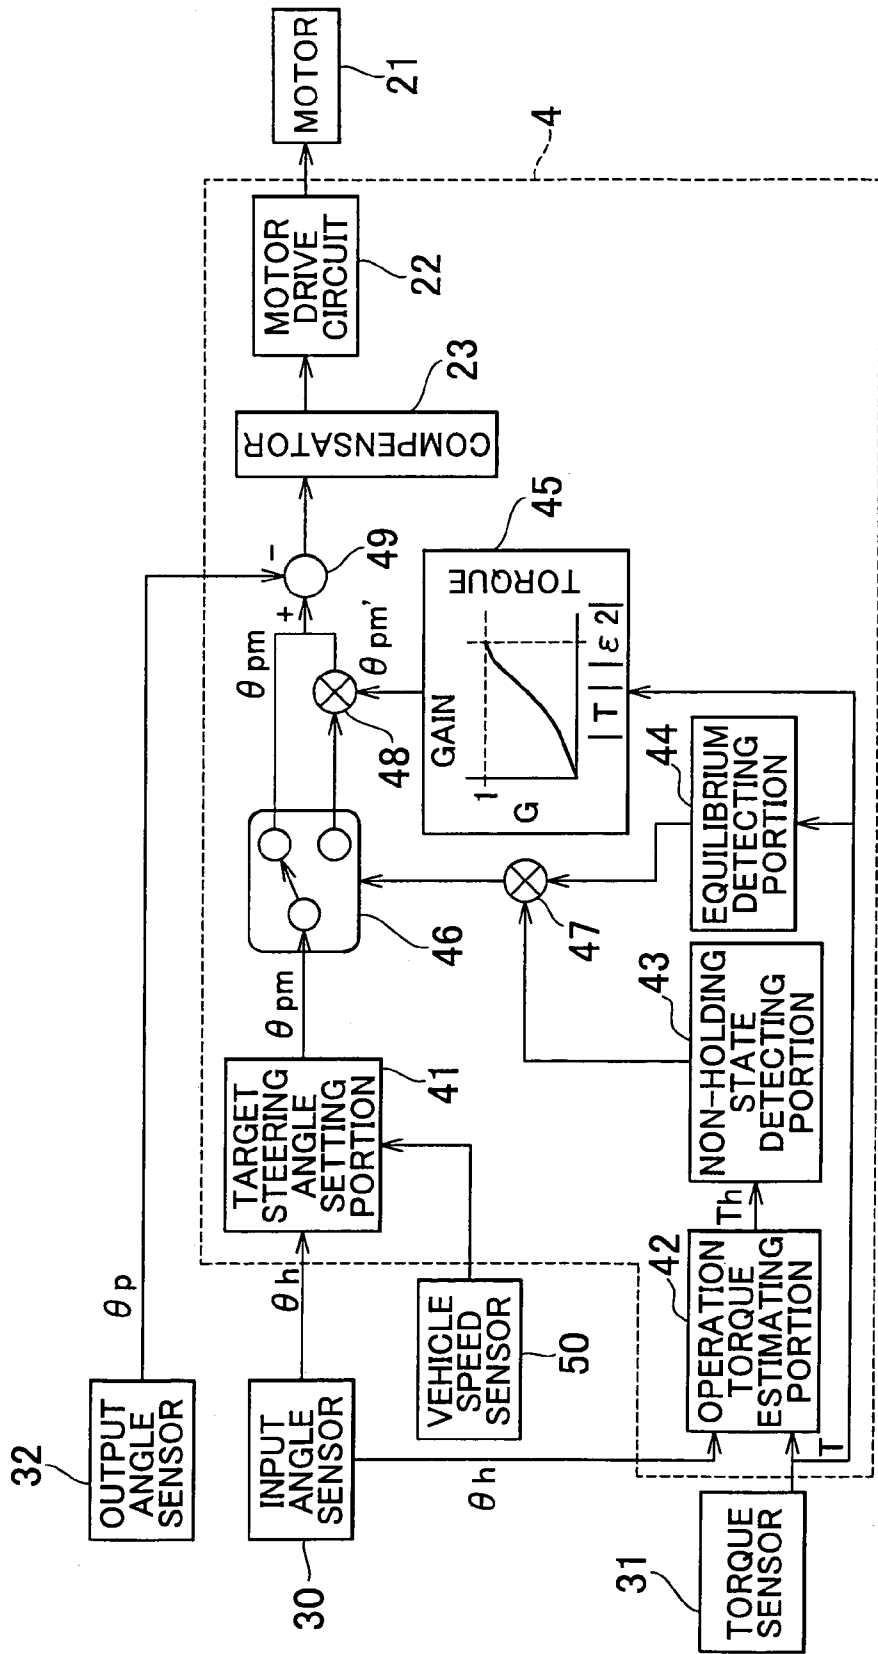 32
OUTPUT
ANGLE
SENSOR
θp
30
INPUT
ANGLE
SENSOR
θh
θh
VEHICLE
SPEED
SENSOR
50
31
TORQUE
SENSOR
T
TARGET
STEERING
ANGLE
SETTING
PORTION
41
θpm
46
42
OPERATION
TORQUE
ESTIMATING
PORTION
Th
43
NON-HOLDING
STATE
DETECTING
PORTION
44
EQUILIBRIUM
DETECTING
PORTION
47
48
θpm
θpm'
+
-
49
45
GAIN
1
G
TORQUE
|T| |ε2|
COMPENSATOR
23
MOTOR
DRIVE
CIRCUIT
22
4
MOTOR
21